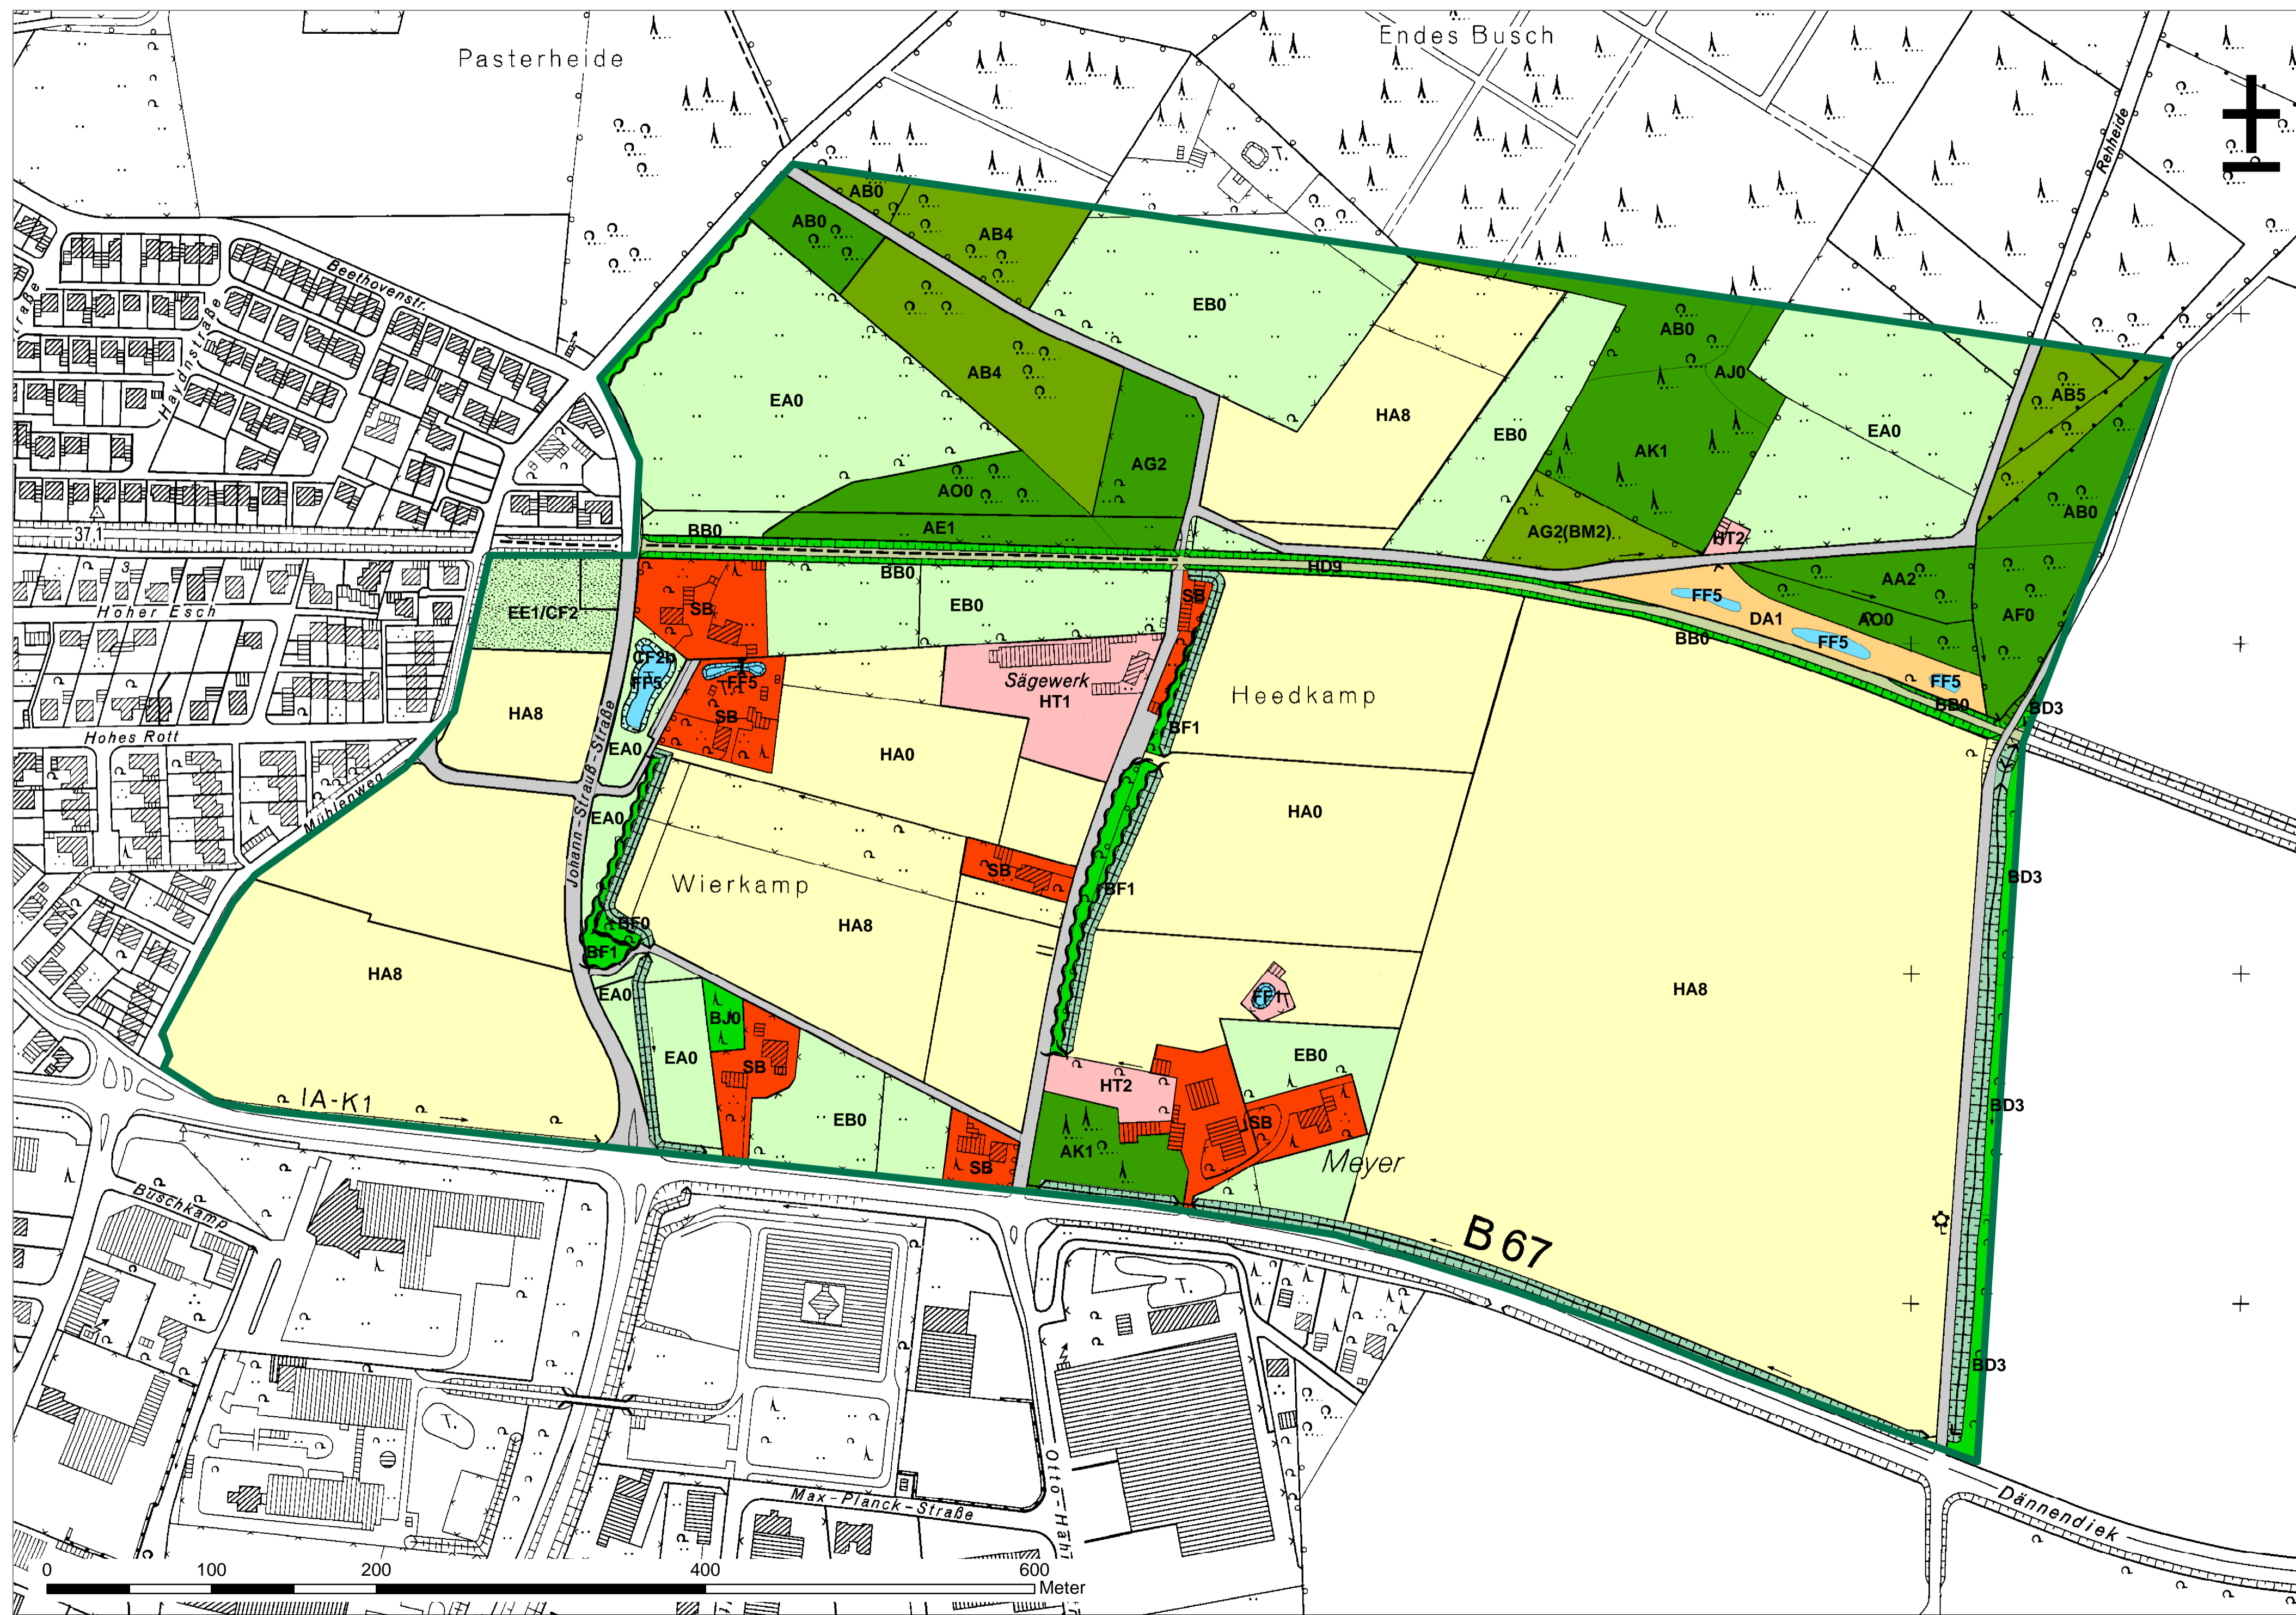 Pasterheide
Endes Busch
Rehheide
T.
AB0
AB0
AB4
Beethovenstr.
Haydnstraße
EB0
AB0
AJ0
AB5
EA0
AB4
HA8
EB0
EA0
AK1
AG2
AO0
AB0
37,1
BB0
AE1
AG2(BM2)
HT2
BB0
HD9
AA2
Hoher Esch
EE1/CF2
SB
EB0
SB
FF5
DA1
AO0
AF0
BB0
FF5
CF2b
FF5
FF5
Sägewerk
HT1
Heedkamp
FF5
BB0
BD3
HA8
SB
BF1
Hohes Rott
EA0
HA0
Mühlenweg
Johann-Strauß-Straße
EA0
HA0
SB
Wierkamp
BF1
BD3
BF0
HA8
BF1
HA8
EA0
FF1
HA8
BJ0
EA0
SB
EB0
HT2
IA-K1
EB0
SB
BD3
AK1
SB
Meyer
Buschkamp
B 67
T.
BD3
T.
Max-Planck-Straße
Otto-Hahn
Dännendiek
0
100
200
400
600
Meter